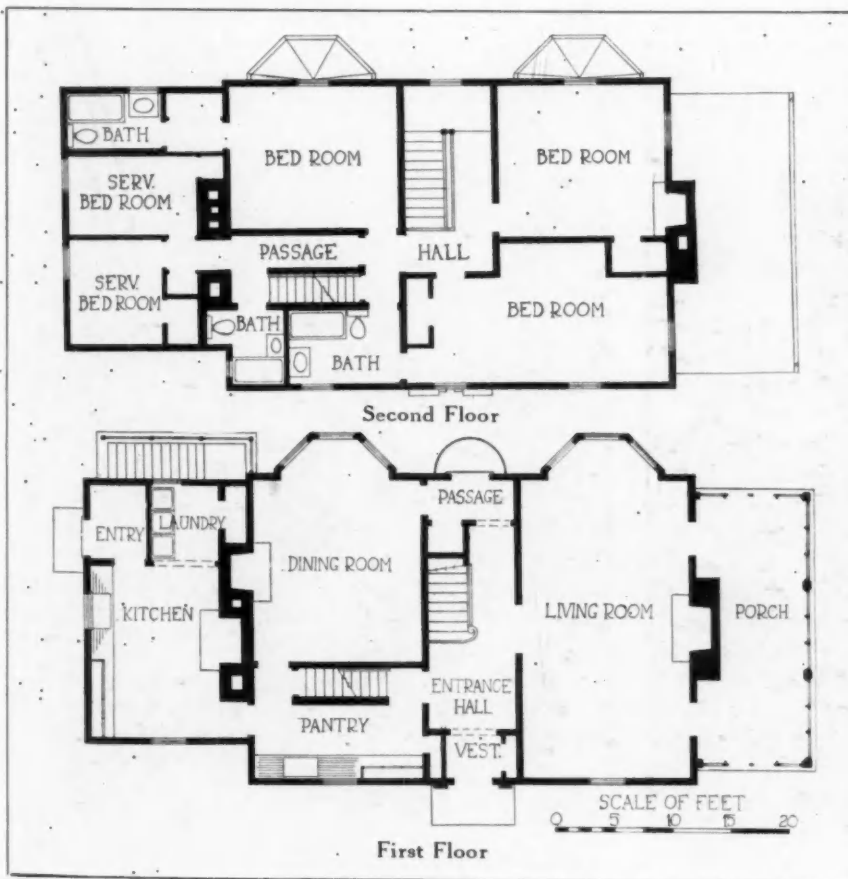 BATH
SERV.
BED ROOM
BED ROOM
BED ROOM
PASSAGE
HALL
SERV.
BED ROOM
BATH
BATH
BED ROOM
Second Floor
ENTRY
LAUNDRY
PASSAGE
DINING ROOM
KITCHEN
LIVING ROOM
PORCH
ENTRANCE
HALL
PANTRY
VEST.
SCALE OF FEET
0 5 10 15 20
First Floor